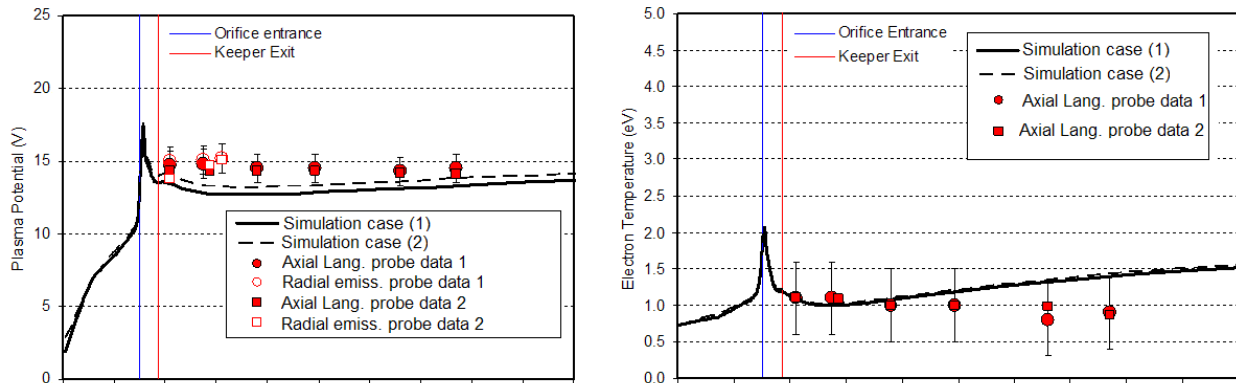 25
20
15
10
5
0
Plasma Potential (V)
Orifice entrance
Keeper Exit
Simulation case (1)
Simulation case (2)
Axial Lang. probe data 1
Radial emiss. probe data 1
Axial Lang. probe data 2
Radial emiss. probe data 2
5.0
4.5
4.0
3.5
3.0
2.5
2.0
1.5
1.0
0.5
0.0
Electron Temperature (eV)
Orifice Entrance
Keeper Exit
Simulation case (1)
Simulation case (2)
Axial Lang. probe data 1
Axial Lang. probe data 2